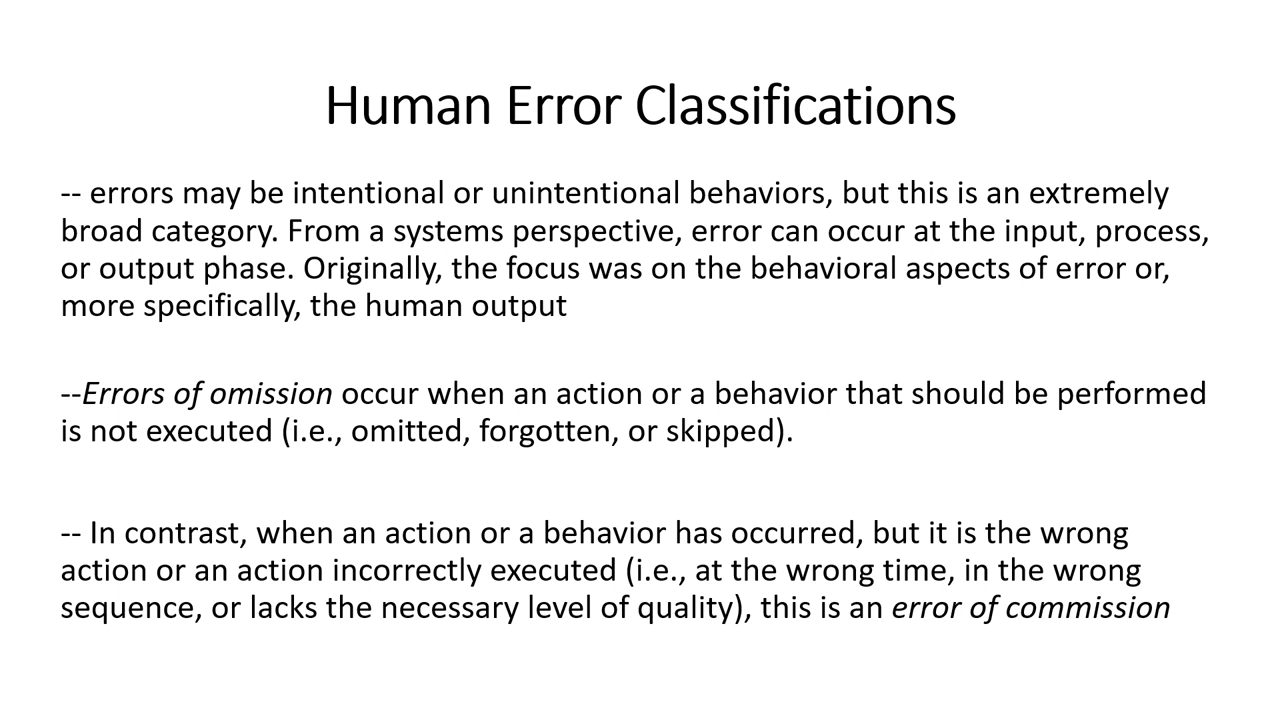 Human Error Classifications
-- errors may be intentional or unintentional behaviors, but this is an extremely
broad category. From a systems perspective, error can occur at the input, process,
or output phase. Originally, the focus was on the behavioral aspects of error or,
more specifically, the human output
--Errors of omission occur when an action or a behavior that should be performed
is not executed (i.e., omitted, forgotten, or skipped).
-- In contrast, when an action or a behavior has occurred, but it is the wrong
action or an action incorrectly executed (i.e., at the wrong time, in the wrong
sequence, or lacks the necessary level of quality), this is an error of commission